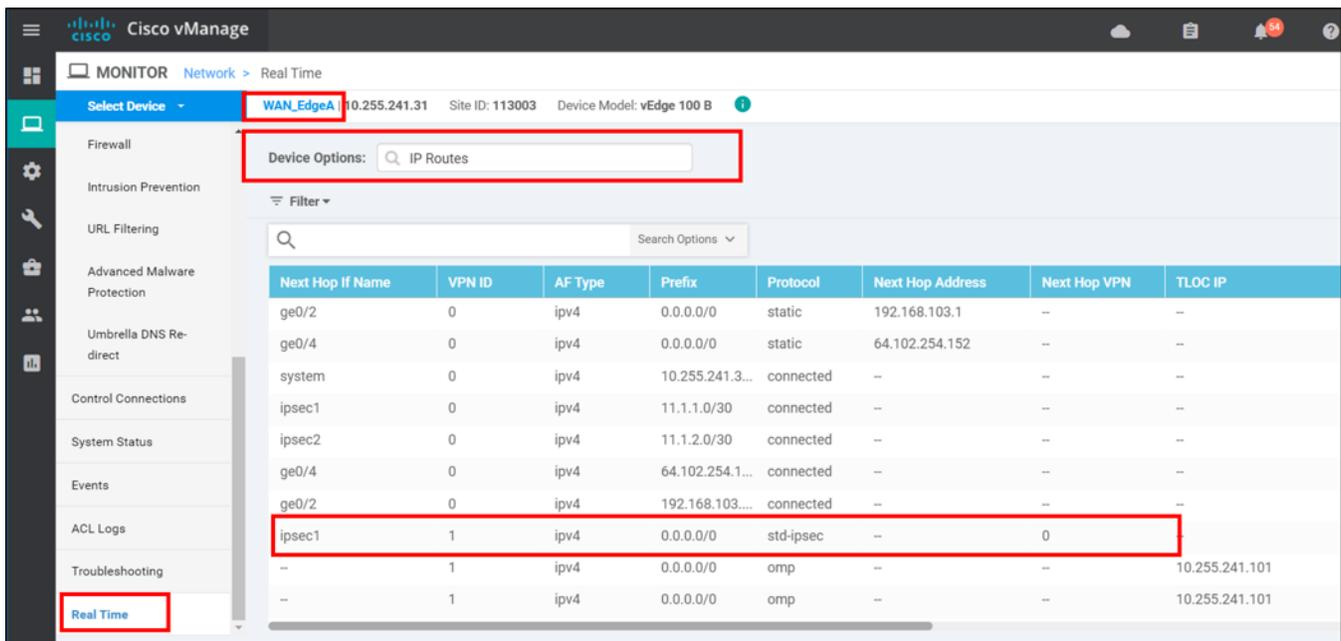 cisco Cisco vManage 54
MONITOR Network > Real Time
Select Device WAN_EdgeA | 10.255.241.31 Site ID: 113003 Device Model: vEdge 100 B
Firewall
Intrusion Prevention
URL Filtering
Advanced Malware
Protection
Umbrella DNS Re-
direct
Control Connections
System Status
Events
ACL Logs
Troubleshooting
Real Time
Device Options: IP Routes
Filter
Search Options
Next Hop If Name VPN ID AF Type Prefix Protocol Next Hop Address Next Hop VPN TLOC IP
ge0/2 0 ipv4 0.0.0.0/0 static 192.168.103.1 -- --
ge0/4 0 ipv4 0.0.0.0/0 static 64.102.254.152 -- --
system 0 ipv4 10.255.241.3... connected -- -- --
ipsec1 0 ipv4 11.1.1.0/30 connected -- -- --
ipsec2 0 ipv4 11.1.2.0/30 connected -- -- --
ge0/4 0 ipv4 64.102.254.1... connected -- -- --
ge0/2 0 ipv4 192.168.103.... connected -- -- --
ipsec1 1 ipv4 0.0.0.0/0 std-ipsec -- 0 --
-- 1 ipv4 0.0.0.0/0 omp -- -- 10.255.241.101
-- 1 ipv4 0.0.0.0/0 omp -- -- 10.255.241.101